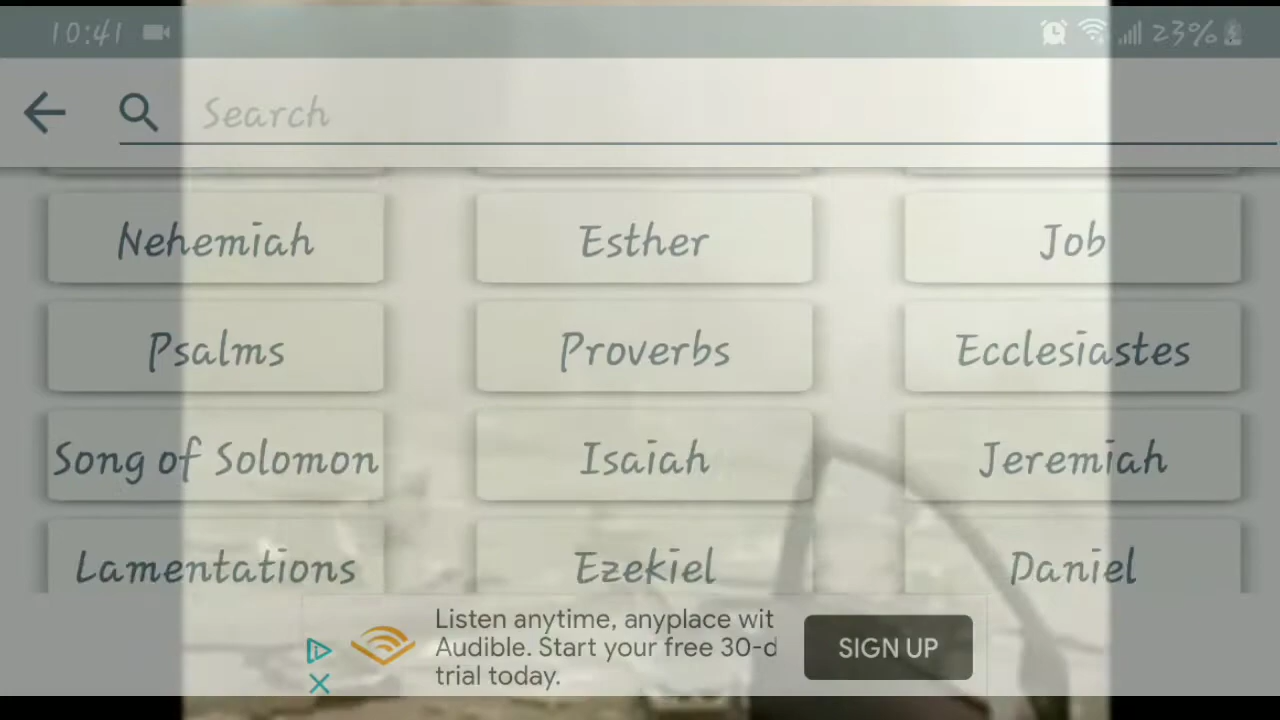 10:41 23%
Search
Nehemiah Esther Job
Psalms Proverbs Ecclesiastes
Song of Solomon Isaiah Jeremiah
Lamentations Ezekiel Daniel
Listen anytime, anyplace wit
Audible. Start your free 30-d
trial today.
SIGN UP